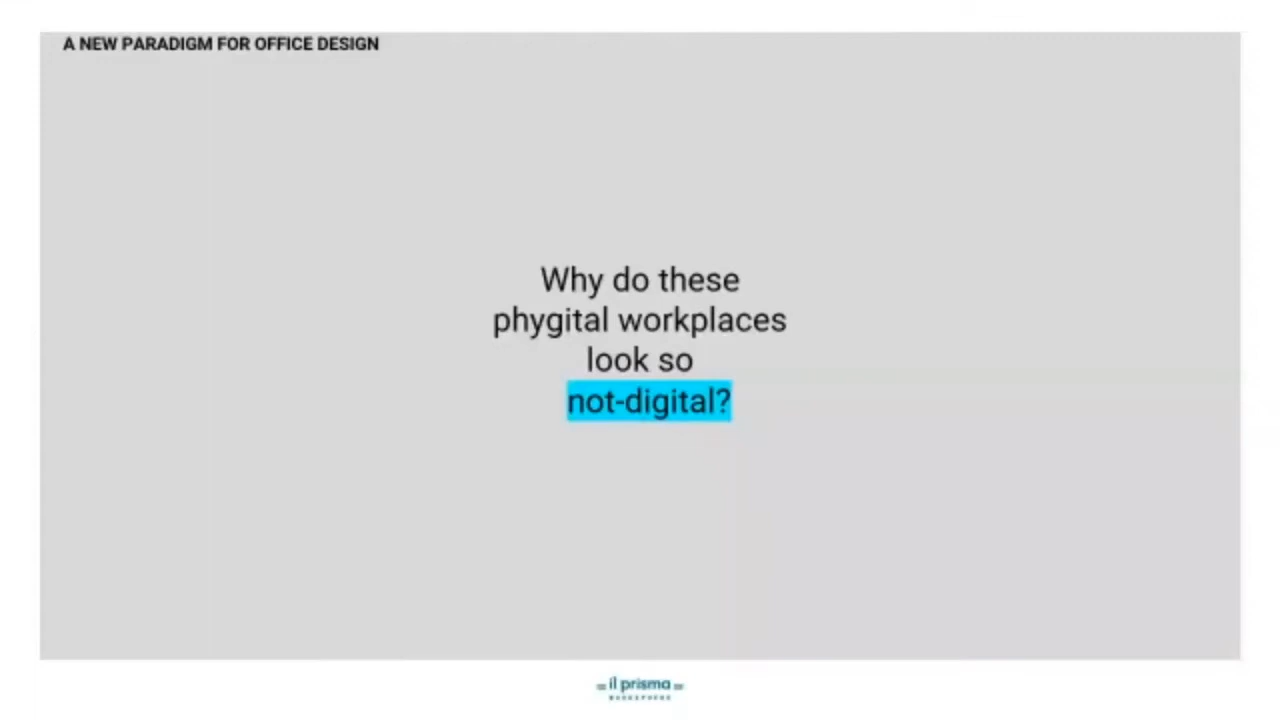 A NEW PARADIGM FOR OFFICE DESIGN
Why do these
phygital workplaces
look so
not-digital?
il prisma